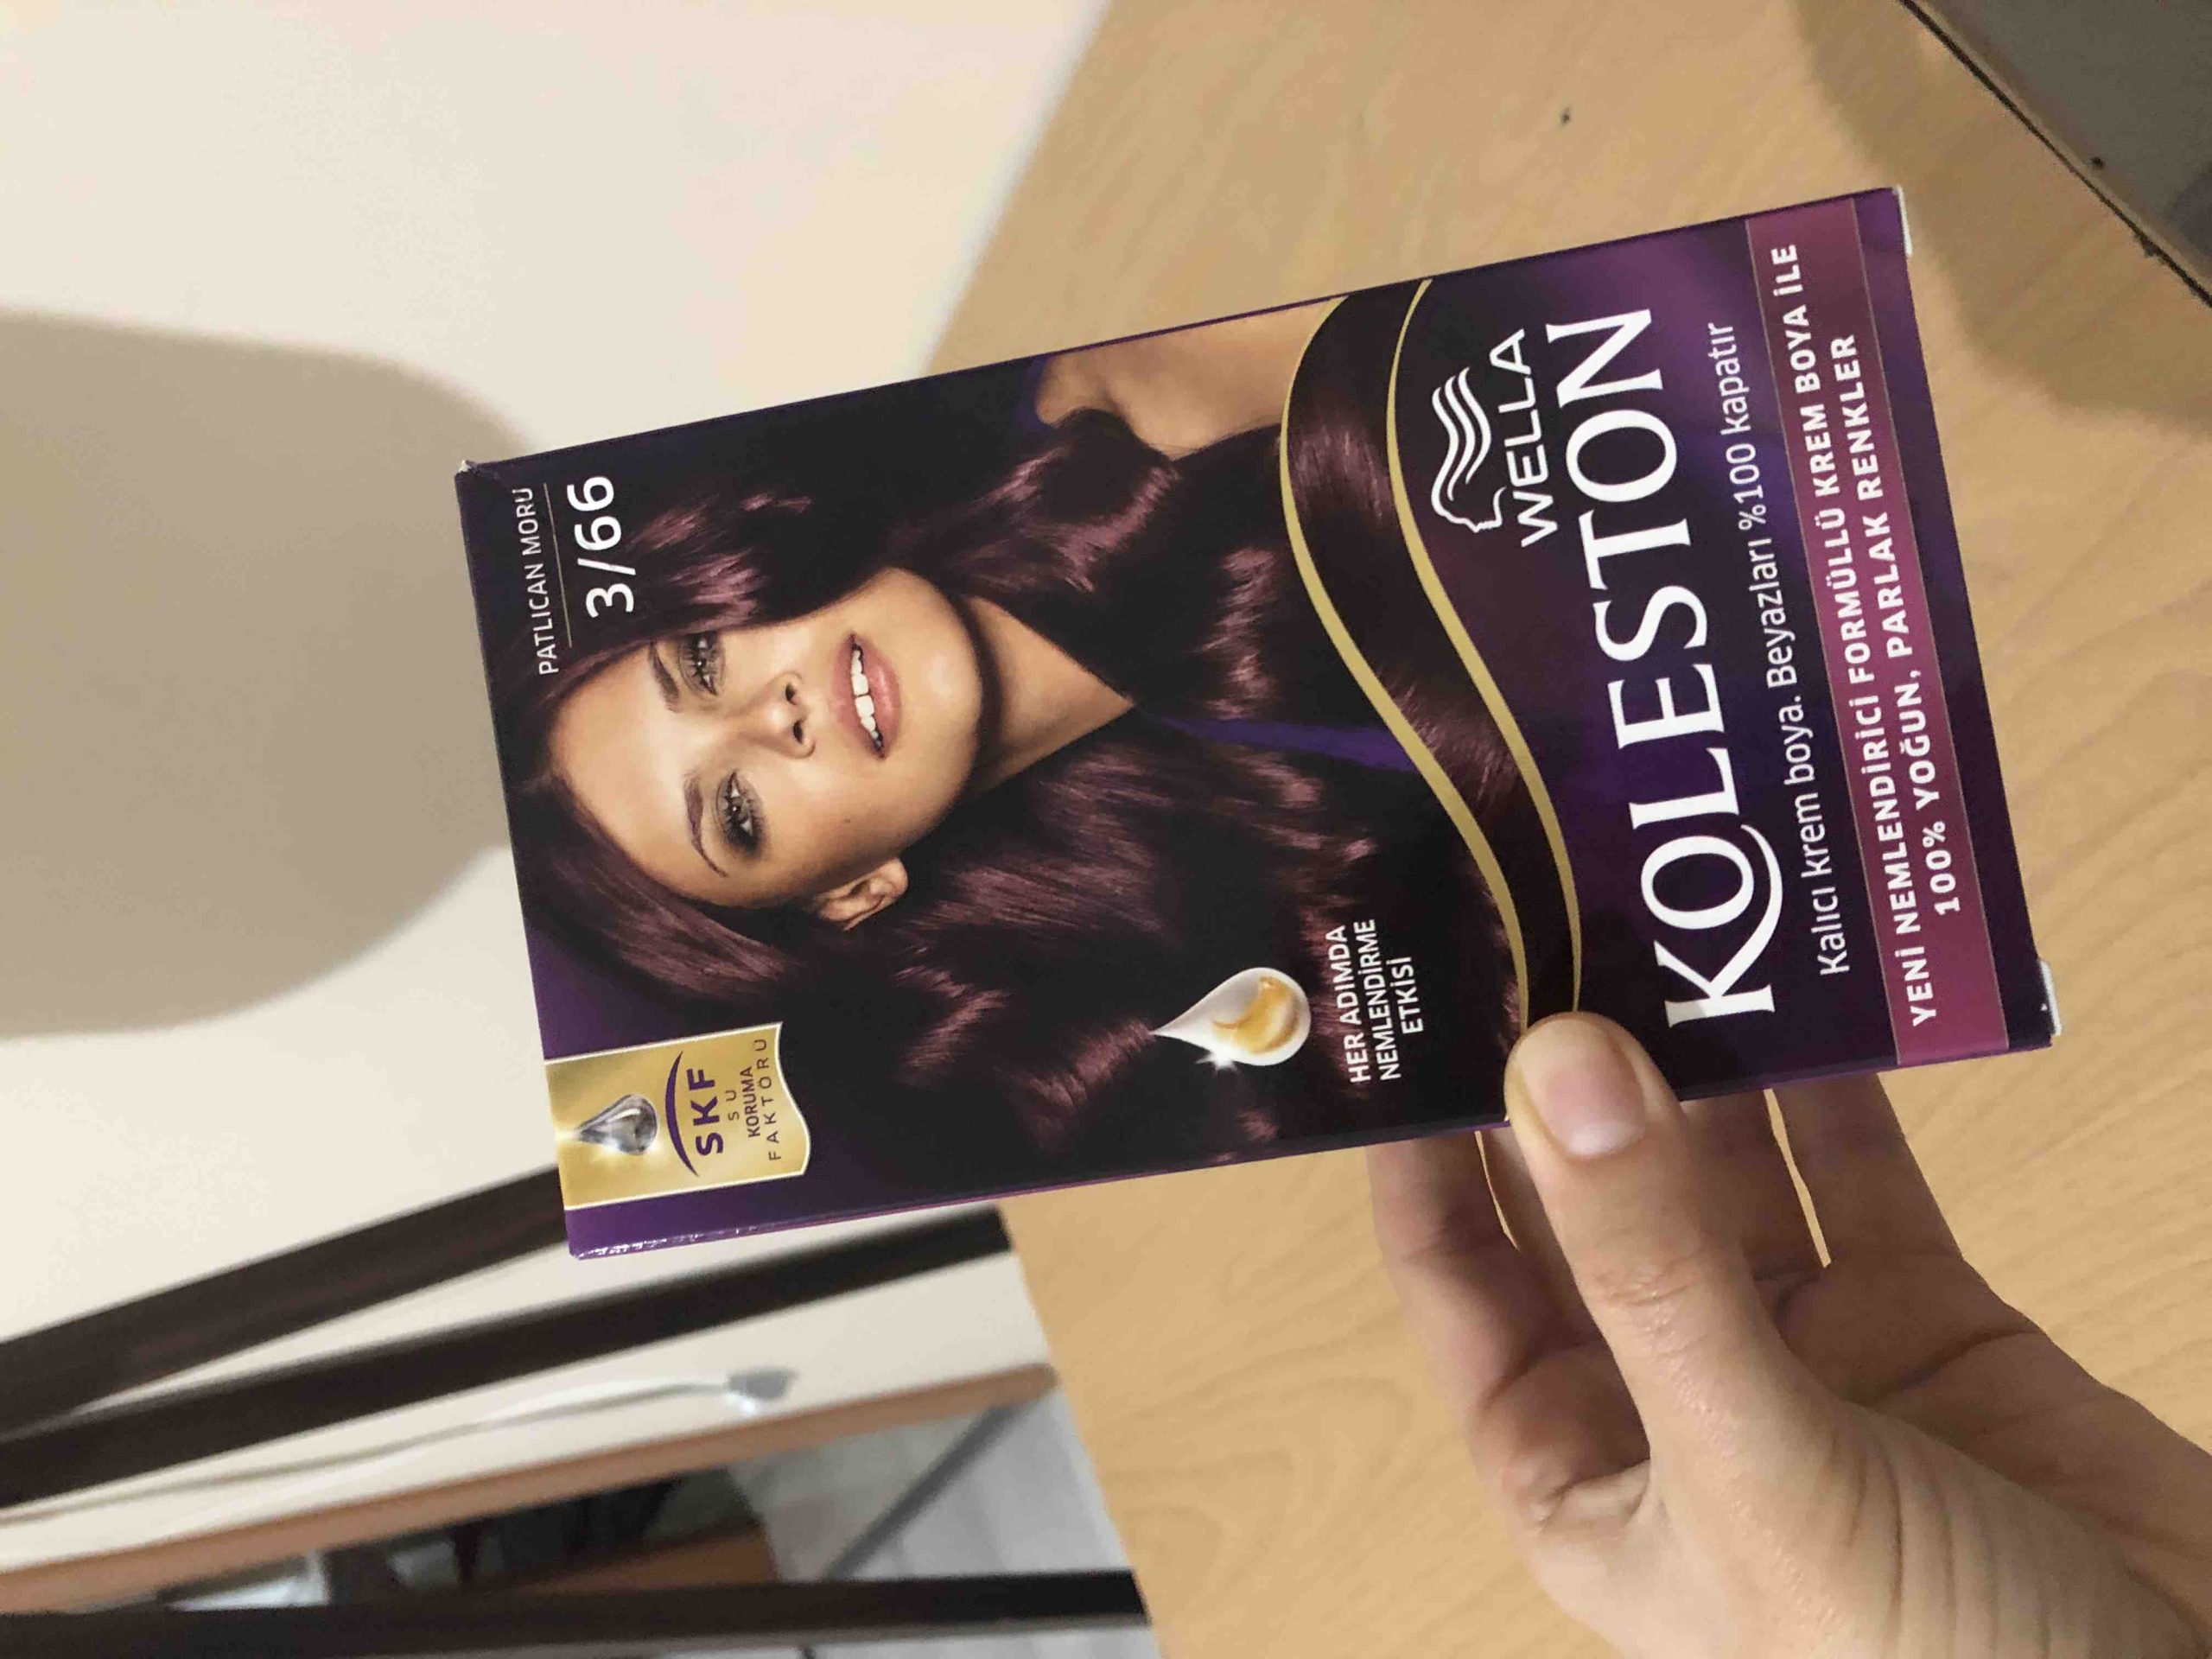 PATLICAN MORU
3/66
SKF
SU
KORUMA
FAKTÖRÜ
HER ADIMDA
NEMLENDİRME
ETKİSİ
WELLA
KOLESTON
Kalıcı krem boya. Beyazları %100 kapatır
YENİ NEMLENDİRİCİ FORMÜLLÜ KREM BOYA İLE
100% YOĞUN, PARLAK RENKLER